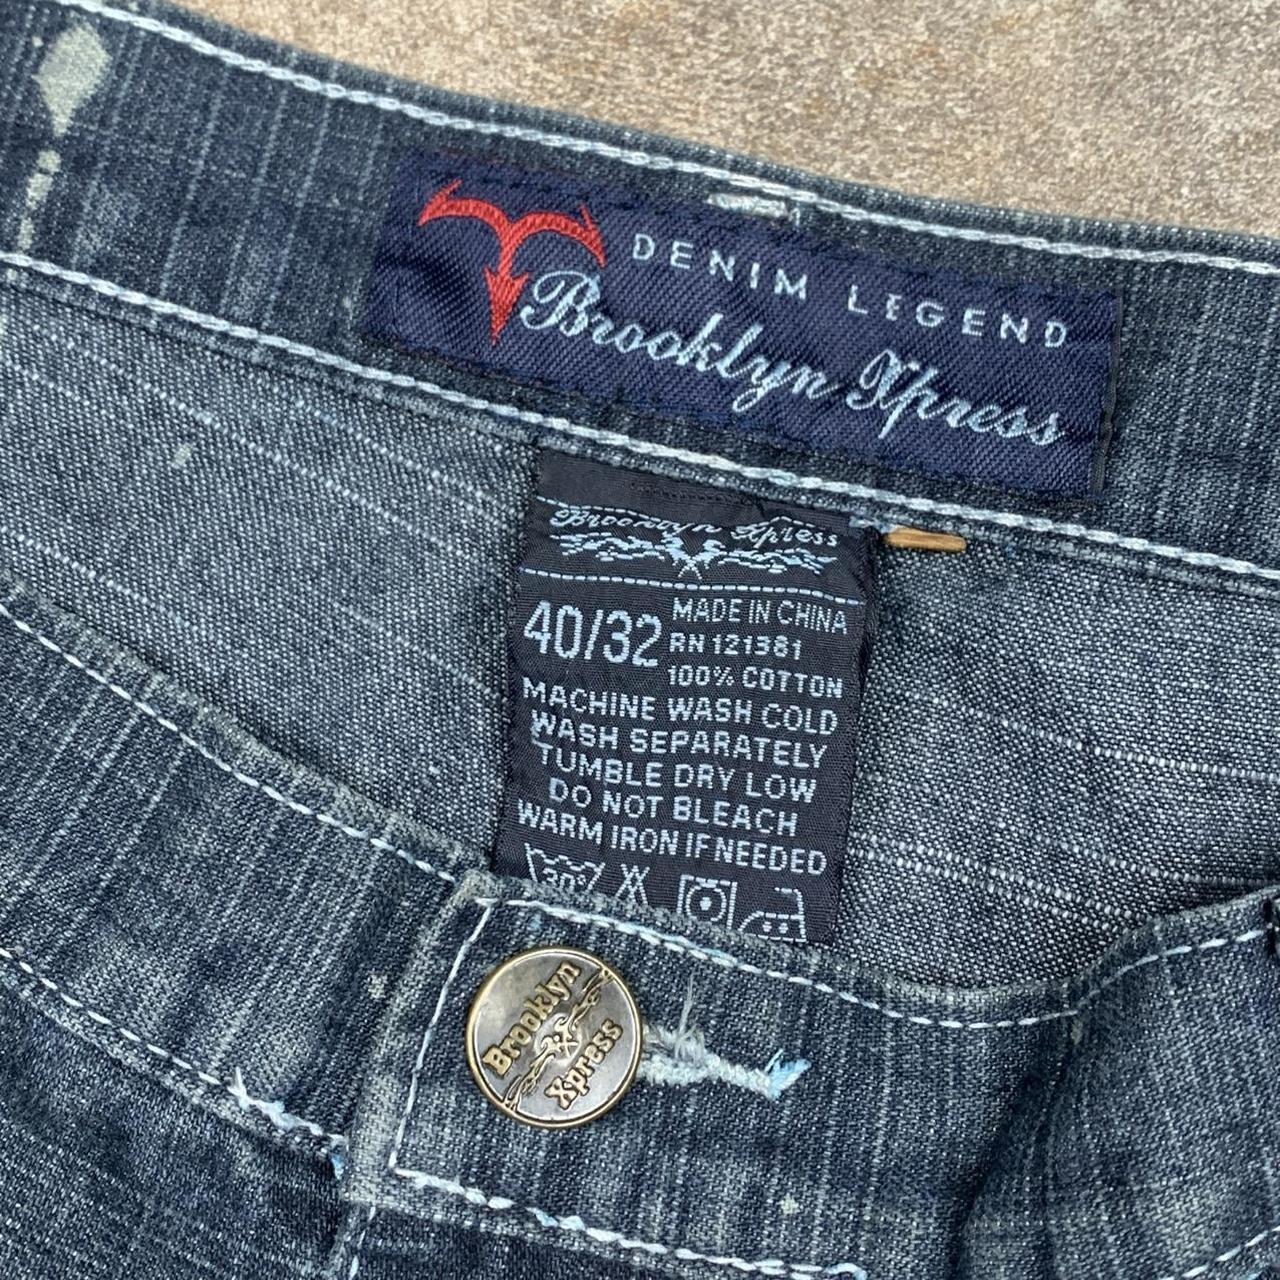 DENIM LEGEND
Brooklyn Xpress
Brooklyn Xpress
40/32
MADE IN CHINA
RN 121381
100% COTTON
MACHINE WASH COLD
WASH SEPARATELY
TUMBLE DRY LOW
DO NOT BLEACH
WARM IRON IF NEEDED
30°
Brooklyn
Xpress